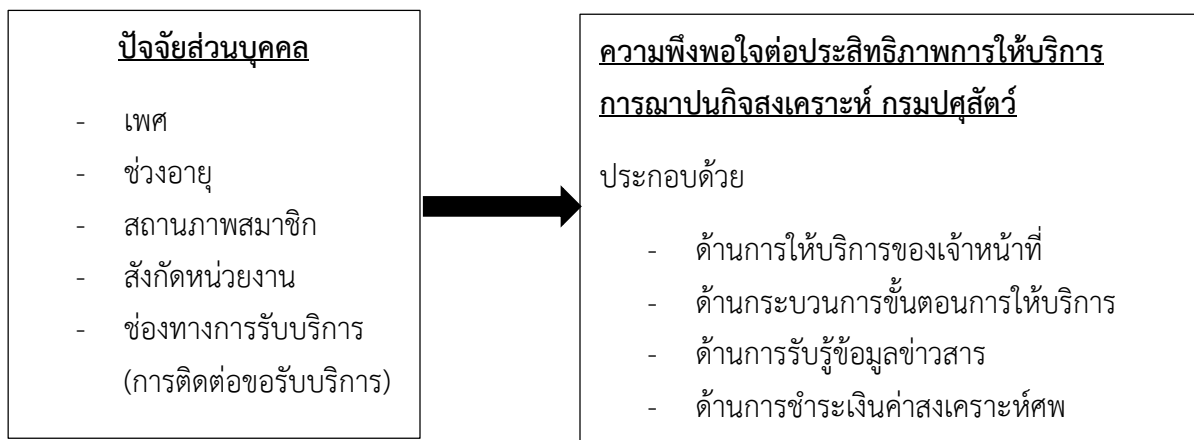 ปัจจัยส่วนบุคคล
- เพศ
- ช่วงอายุ
- สถานภาพสมาชิก
- สังกัดหน่วยงาน
- ช่องทางการรับบริการ
(การติดต่อขอรับบริการ)
ความพึงพอใจต่อประสิทธิภาพการให้บริการ
การฌาปนกิจสงเคราะห์ กรมปศุสัตว์
ประกอบด้วย
- ด้านการให้บริการของเจ้าหน้าที่
- ด้านกระบวนการขั้นตอนการให้บริการ
- ด้านการรับรู้ข้อมูลข่าวสาร
- ด้านการชำระเงินค่าสงเคราะห์ศพ